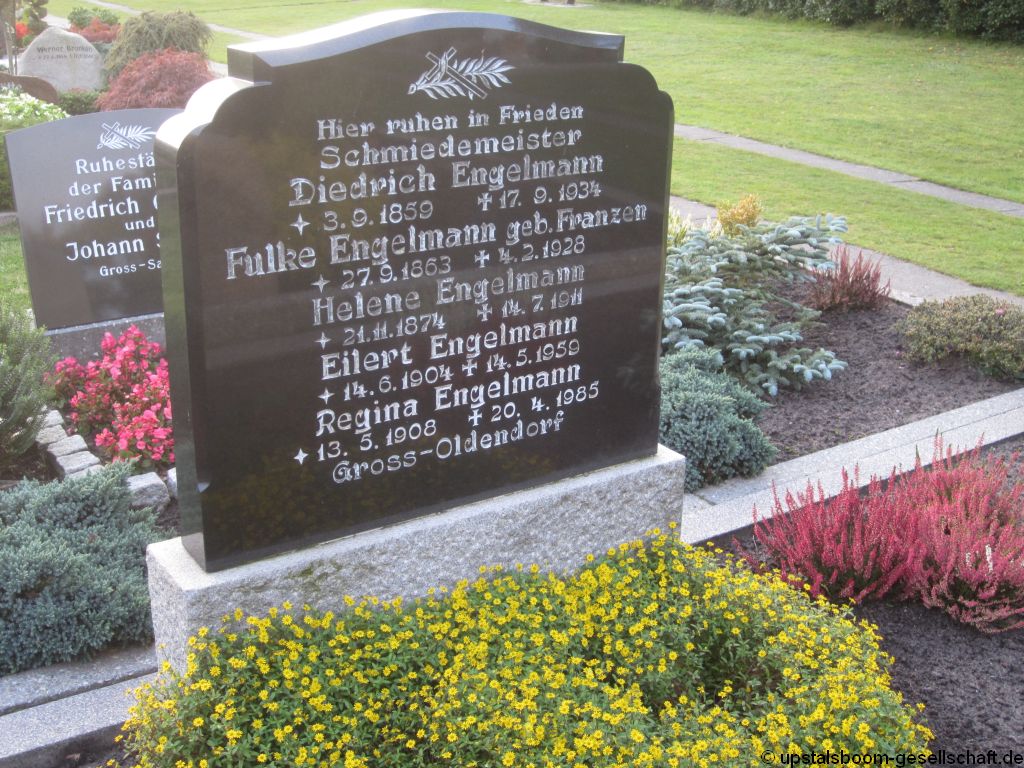 Hier ruhen in Frieden
Schmiedemeister
Diedrich Engelmann
3. 9. 1859 17. 9. 1934
Fulke Engelmann geb. Franzen
27. 9. 1863 4. 2. 1928
Helene Engelmann
21. 11. 1874 14. 7. 1911
Eilert Engelmann
14. 6. 1904 14. 5. 1959
Regina Engelmann
13. 5. 1908 20. 4. 1985
Gross-Oldendorf
Ruhestä
der Fami
Friedrich
und
Johann S
Gross-Sa
Werner
© upstalsboom-gesellschaft.de